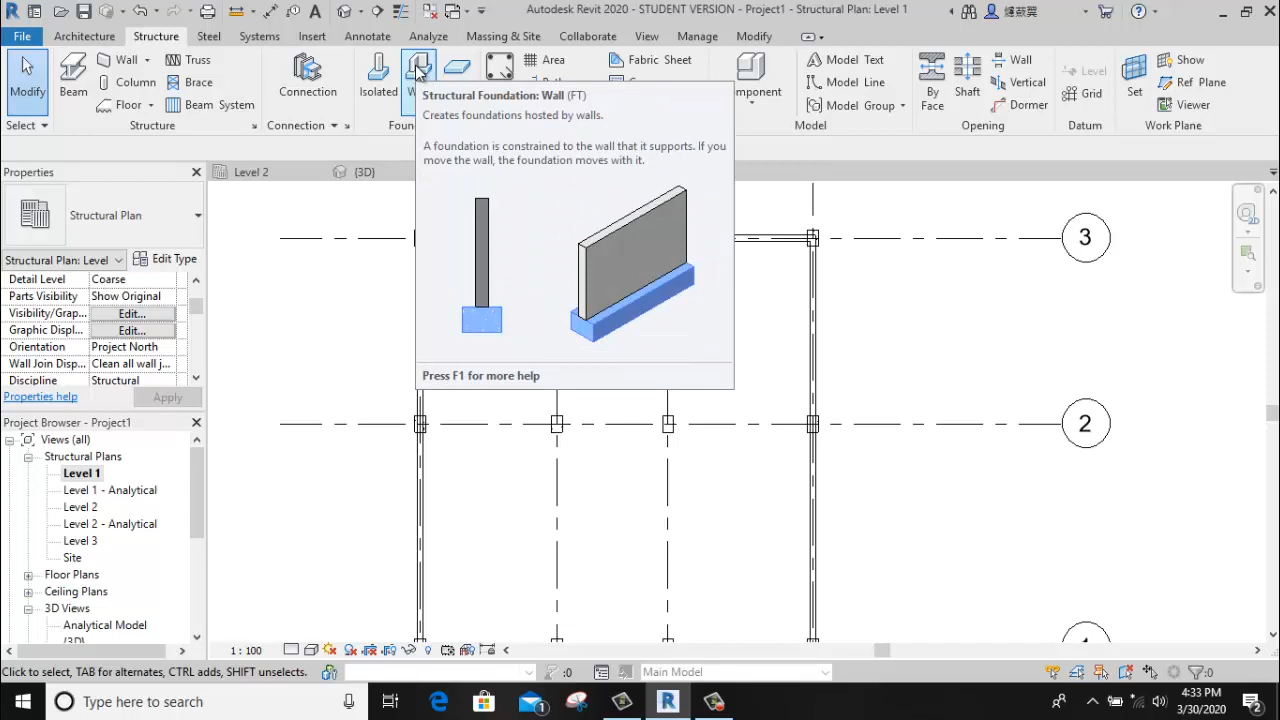 Autodesk Revit 2020 - STUDENT VERSION - Project1 - Structural Plan: Level 1
File Architecture Structure Steel Systems Insert Annotate Analyze Massing & Site Collaborate View Manage Modify
Modify
Beam
Wall
Column
Floor
Truss
Brace
Beam System
Connection
Isolated
Area
Fabric Sheet
Model Text
Model Line
Model Group
By Face
Shaft
Wall
Vertical
Dormer
Level
Grid
Set
Show
Ref Plane
Viewer
Select Structure Connection Model Opening Datum Work Plane
Structural Foundation: Wall (FT)
Creates foundations hosted by walls.
A foundation is constrained to the wall that it supports. If you
move the wall, the foundation moves with it.
Press F1 for more help
Properties
Structural Plan
Structural Plan: Level Edit Type
Detail Level Coarse
Parts Visibility Show Original
Visibility/Grap... Edit...
Graphic Displ... Edit...
Orientation Project North
Wall Join Disp... Clean all wall j...
Discipline Structural
Properties help Apply
Project Browser - Project1
Views (all)
Structural Plans
Level 1
Level 1 - Analytical
Level 2
Level 2 - Analytical
Level 3
Site
Floor Plans
Ceiling Plans
3D Views
Analytical Model
{3D}
Level 2 {3D}
2D
3
2
1 : 100
Click to select, TAB for alternates, CTRL adds, SHIFT unselects.
:0
Main Model
:0
Type here to search
1
4:33 PM
3/30/2020
2